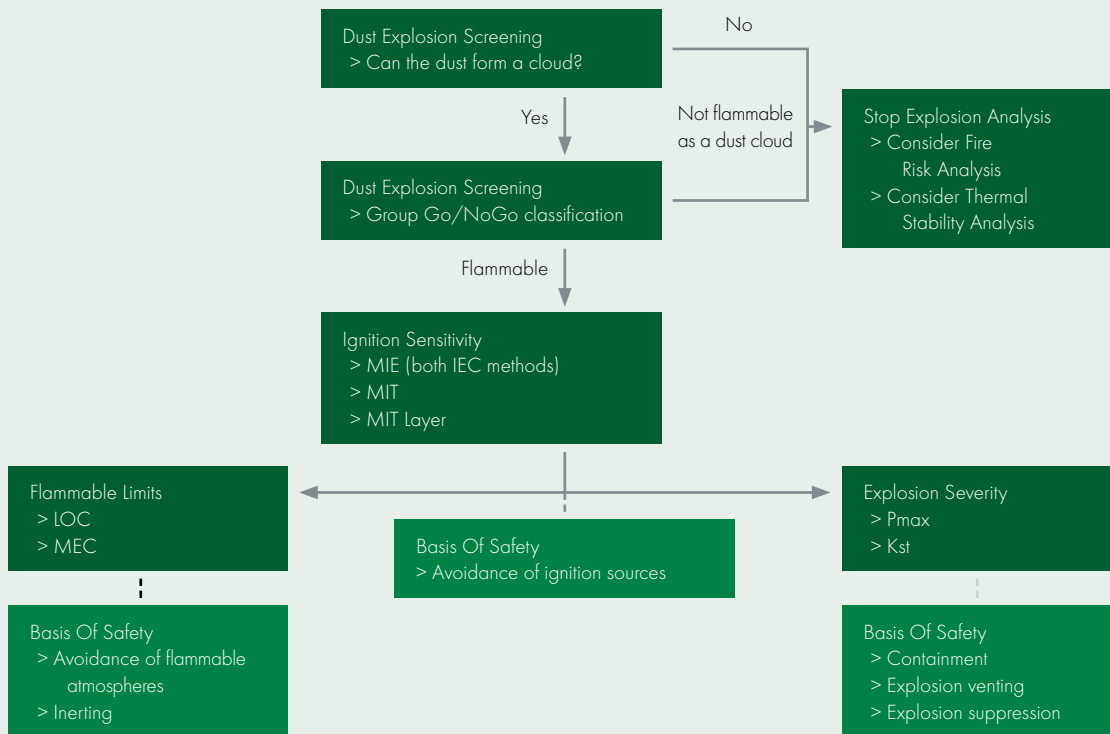 Dust Explosion Screening
> Can the dust form a cloud?
No
Yes
Not flammable
as a dust cloud
Stop Explosion Analysis
> Consider Fire
Risk Analysis
> Consider Thermal
Stability Analysis
Dust Explosion Screening
> Group Go/NoGo classification
Flammable
Ignition Sensitivity
> MIE (both IEC methods)
> MIT
> MIT Layer
Flammable Limits
> LOC
> MEC
Basis Of Safety
> Avoidance of ignition sources
Explosion Severity
> Pmax
> Kst
Basis Of Safety
> Avoidance of flammable
atmospheres
> Inerting
Basis Of Safety
> Containment
> Explosion venting
> Explosion suppression